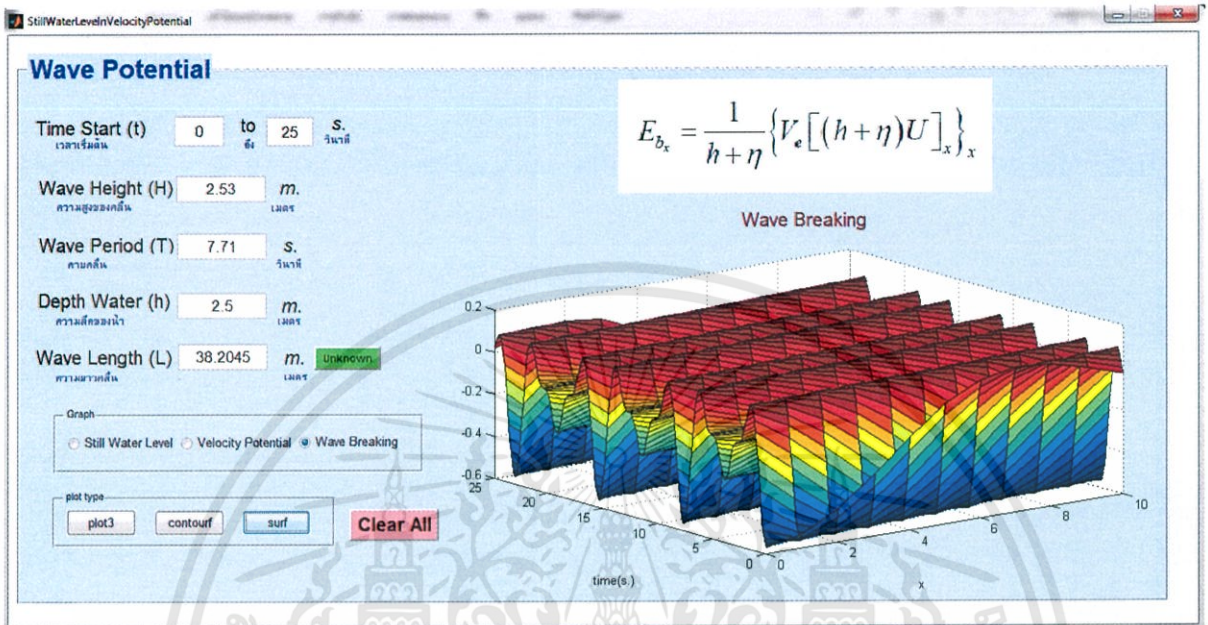 StillWaterLevelnVelocityPotential
Wave Potential
Time Start (t) 0 to 25 s.
เวลาเริ่มต้น ถึง วินาที
Wave Height (H) 2.53 m.
ความสูงของคลื่น เมตร
Wave Period (T) 7.71 s.
คาบคลื่น วินาที
Depth Water (h) 2.5 m.
ความลึกของน้ำ เมตร
Wave Length (L) 38.2045 m. Unknown
ความยาวคลื่น เมตร
Graph
Still Water Level Velocity Potential Wave Breaking
plot type
plot3 contourf surf Clear All
E_{b_x} = \frac{1}{h+\eta}\{V_e[(h+\eta)U]_x\}_x
Wave Breaking
0.2
0
-0.2
-0.4
-0.6
25 20 15 10 5 0
time(s.)
0 2 4 6 8 10
x